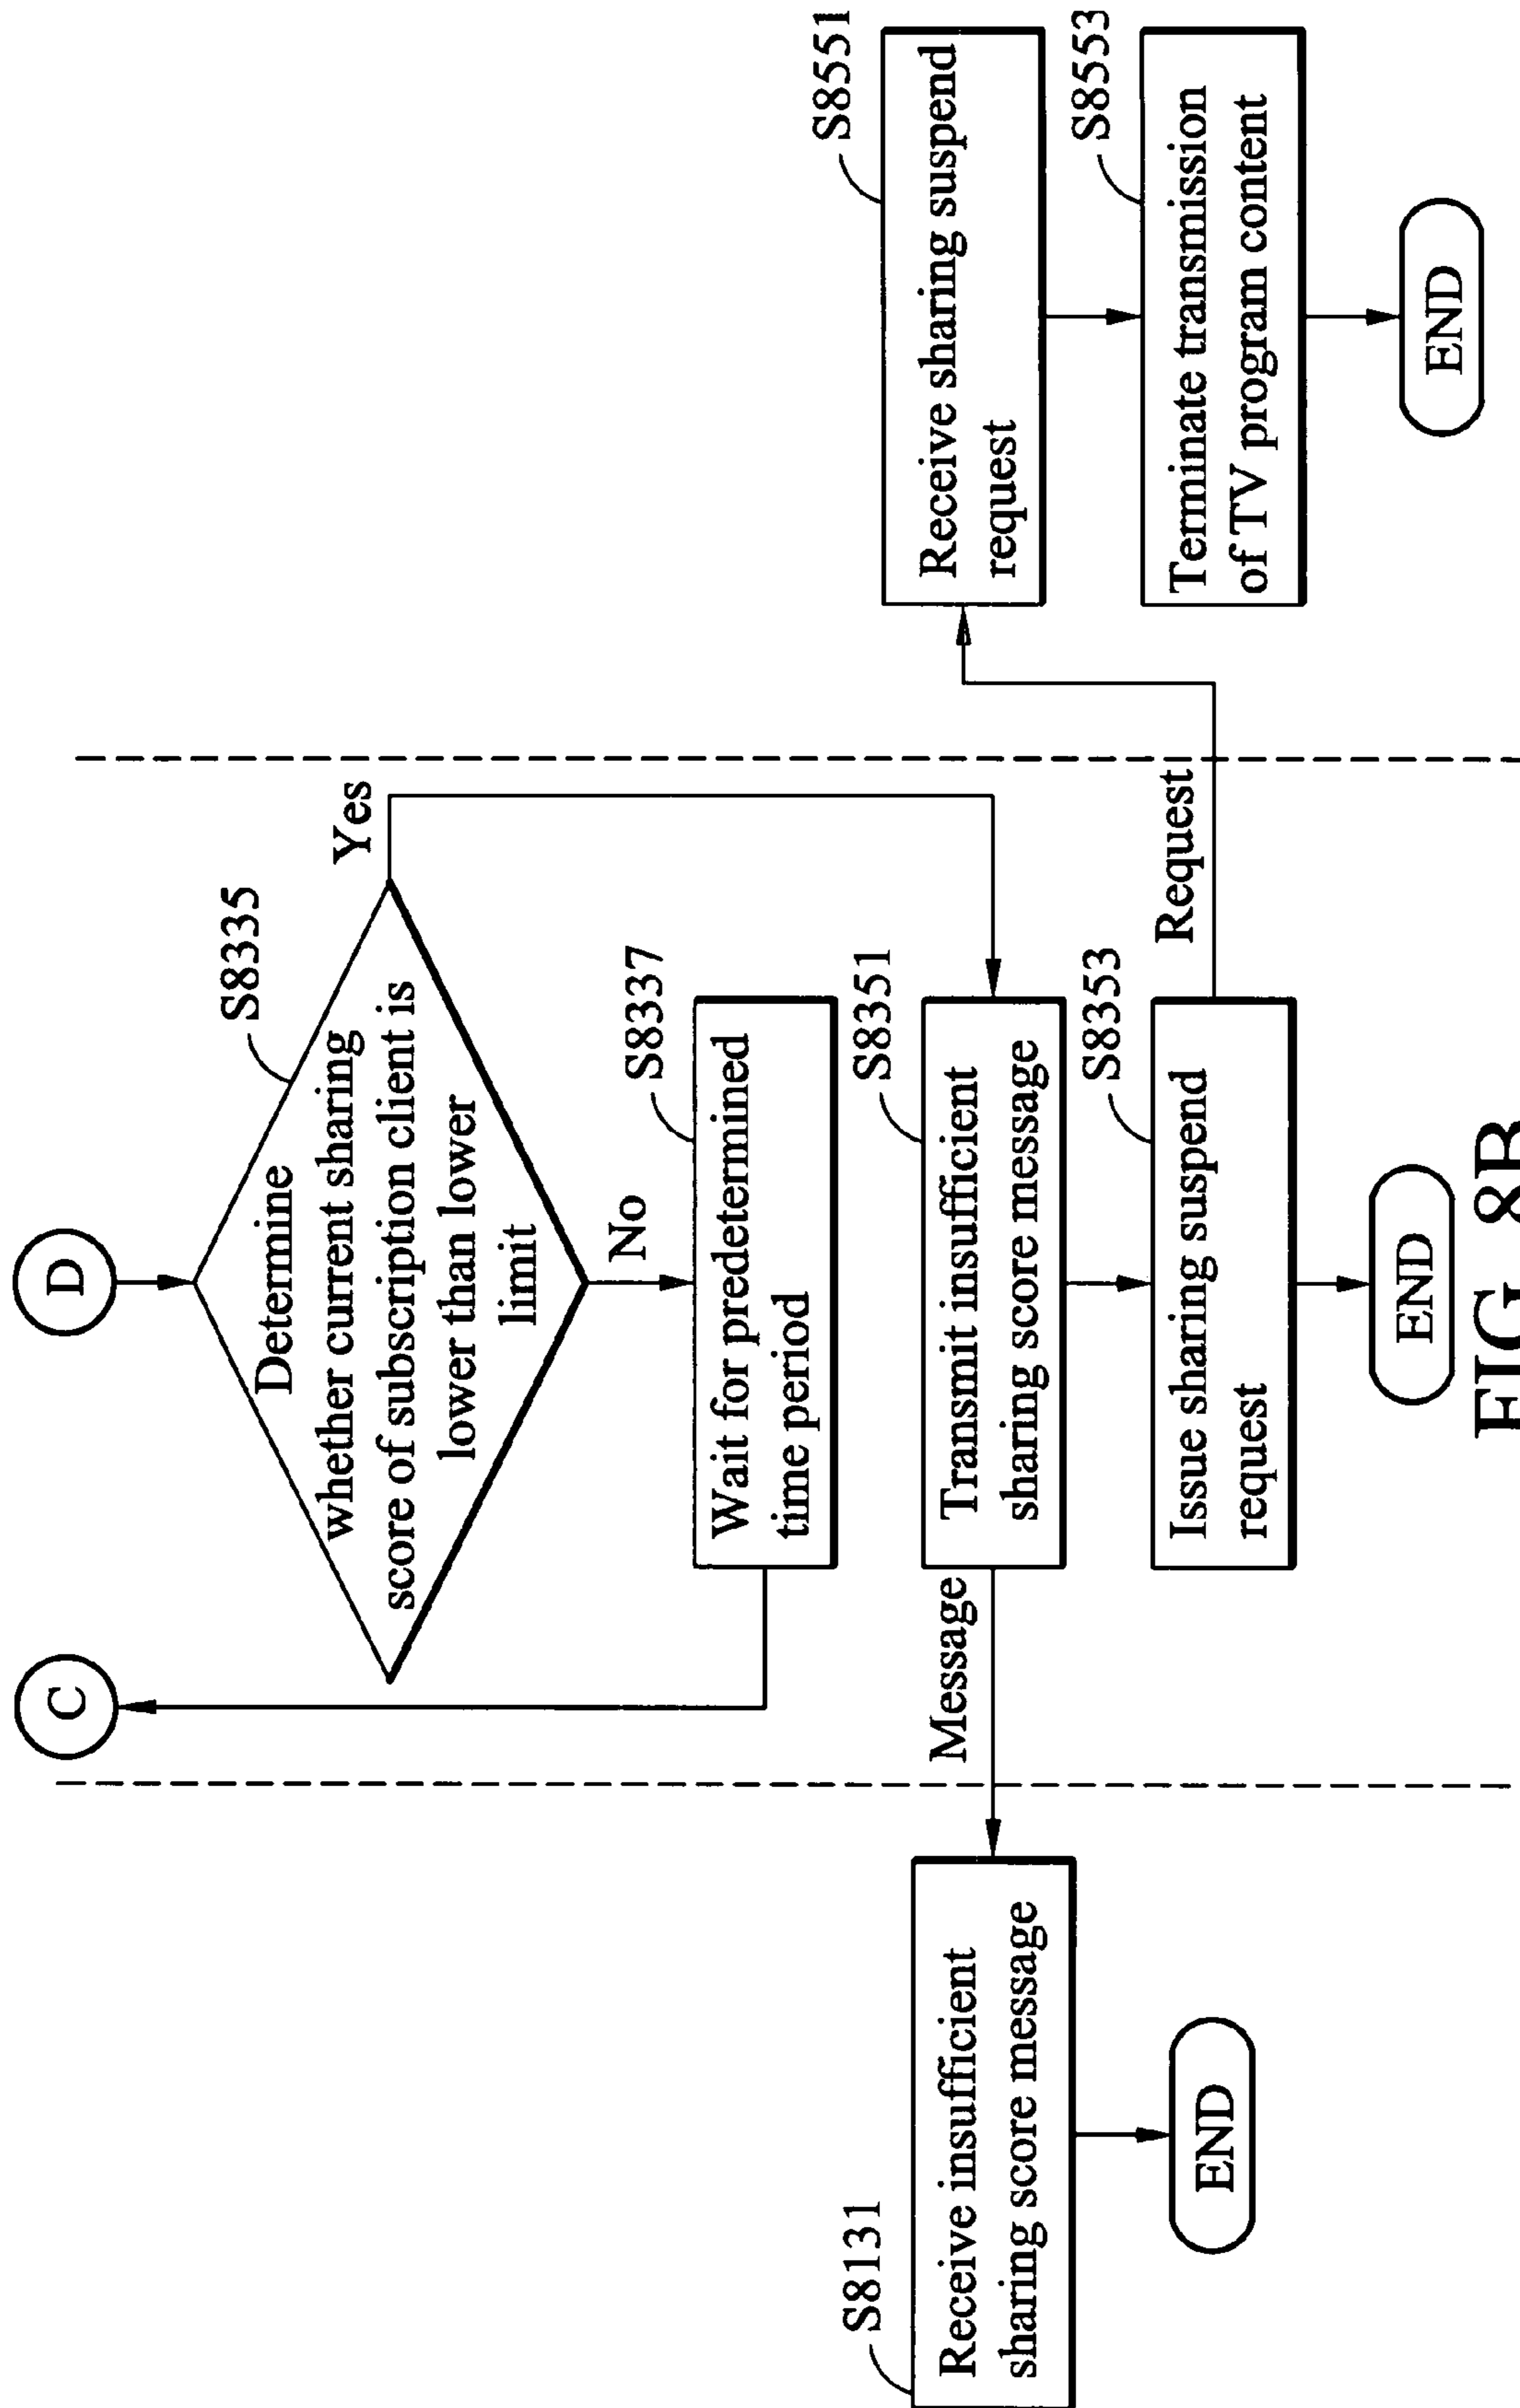 C
D
S8335
Determine
whether current sharing
score of subscription client is
lower than lower
limit
Yes
No
S8337
Wait for predetermined
time period
S8351
Transmit insufficient
sharing score message
Message
S8131
Receive insufficient
sharing score message
END
S8353
Issue sharing suspend
request
Request
END
S8551
Receive sharing suspend
request
S8553
Terminate transmission
of TV program content
END
FIG. 8B